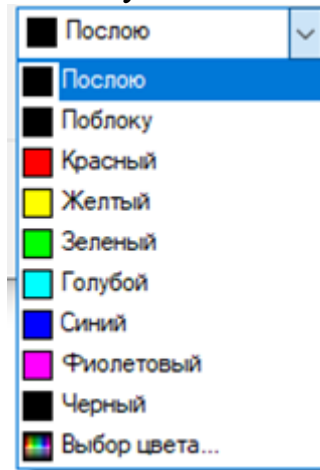 Послою
Послою
Поблоку
Красный
Желтый
Зеленый
Голубой
Синий
Фиолетовый
Черный
Выбор цвета...